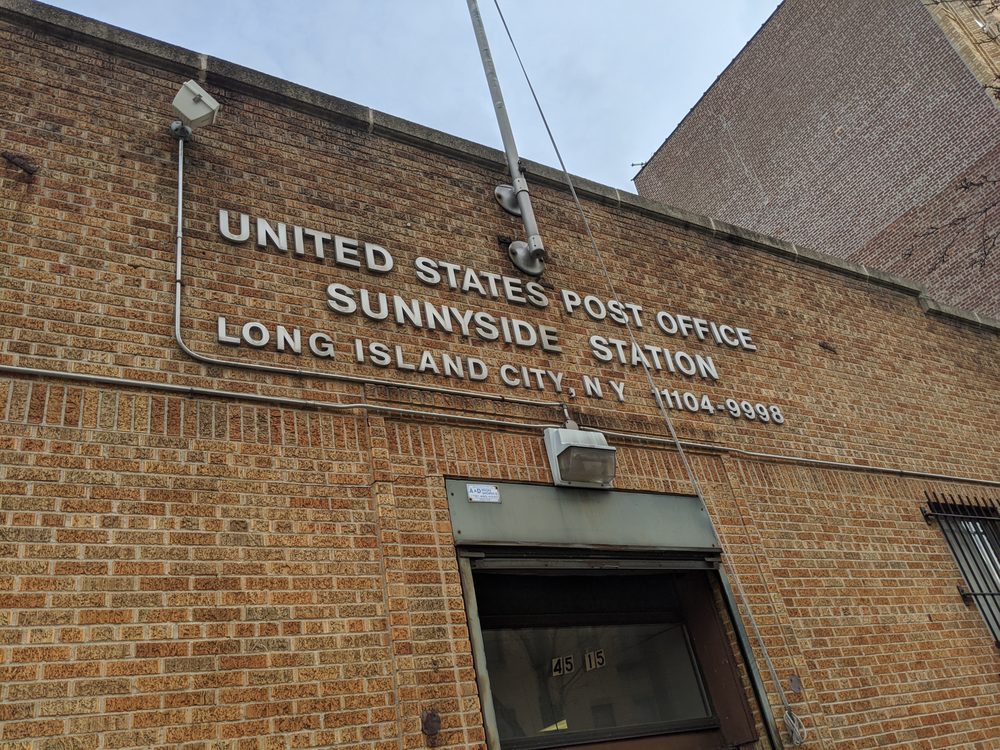 UNITED STATES POST OFFICE
SUNNYSIDE STATION
LONG ISLAND CITY, N Y 11104-9998
A+D
45 15